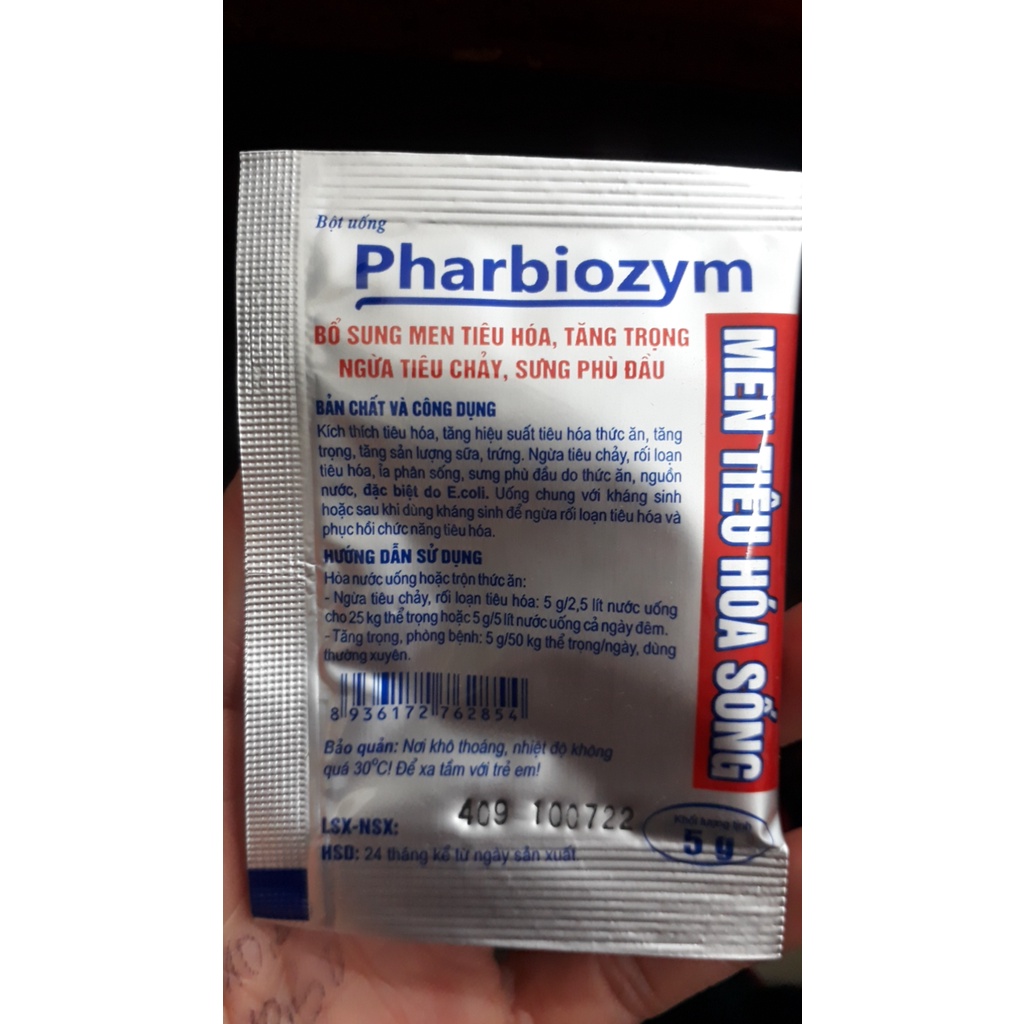 Bột uống
Pharbiozym
BỔ SUNG MEN TIÊU HÓA, TĂNG TRỌNG
NGỪA TIÊU CHẢY, SƯNG PHÙ ĐẦU
BẢN CHẤT VÀ CÔNG DỤNG
Kích thích tiêu hóa, tăng hiệu suất tiêu hóa thức ăn, tăng
trọng, tăng sản lượng sữa, trứng. Ngừa tiêu chảy, rối loạn
tiêu hóa, ỉa phân sống, sưng phù đầu do thức ăn, nguồn
nước, đặc biệt do E.coli. Uống chung với kháng sinh
hoặc sau khi dùng kháng sinh để ngừa rối loạn tiêu hóa và
phục hồi chức năng tiêu hóa.
HƯỚNG DẪN SỬ DỤNG
Hòa nước uống hoặc trộn thức ăn:
- Ngừa tiêu chảy, rối loạn tiêu hóa: 5 g/2,5 lít nước uống
cho 25 kg thể trọng hoặc 5 g/5 lít nước uống cả ngày đêm.
- Tăng trọng, phòng bệnh: 5 g/50 kg thể trọng/ngày, dùng
thường xuyên.
8 936172 762854
Bảo quản: Nơi khô thoáng, nhiệt độ không
quá 30°C! Để xa tầm với trẻ em!
LSX-NSX: 409 100722
HSD: 24 tháng kể từ ngày sản xuất.
Khối lượng tịnh
5 g
MEN TIÊU HÓA SỐNG